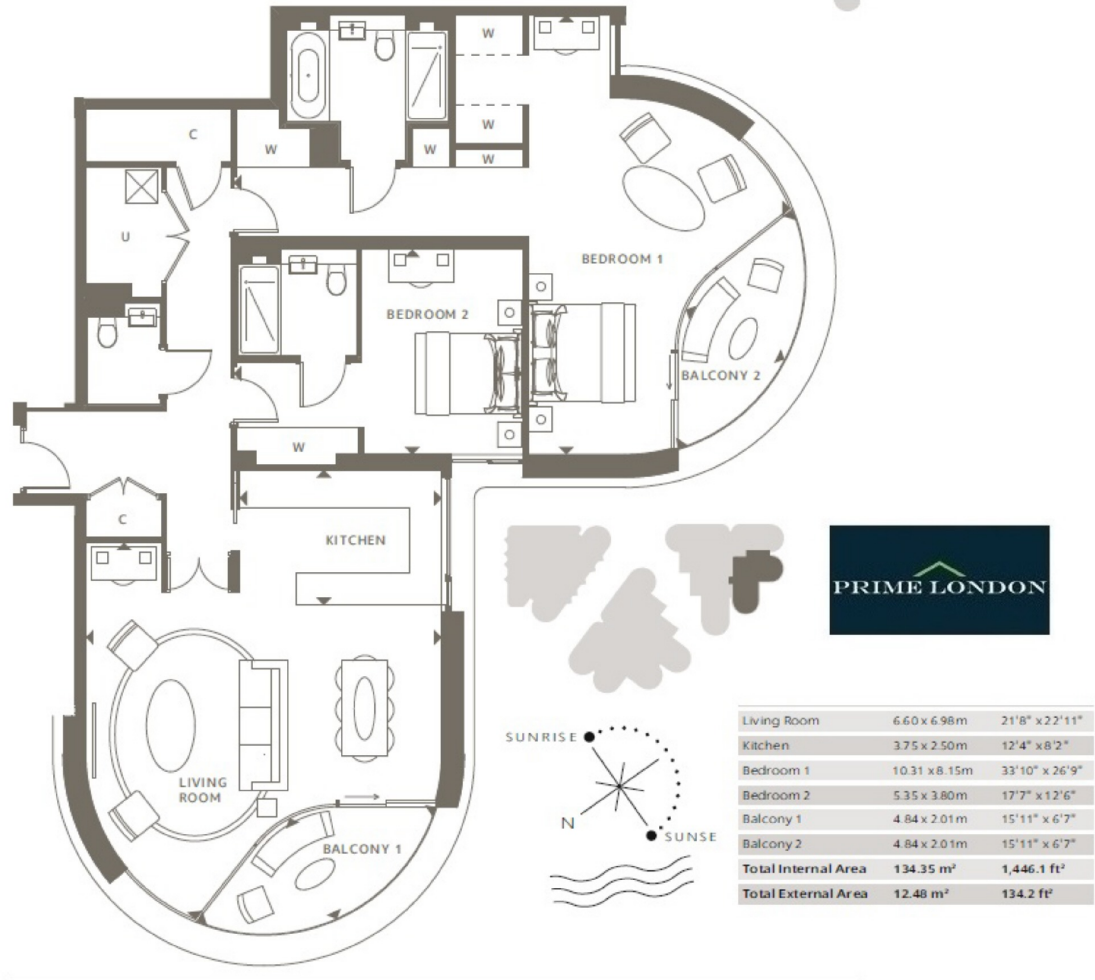 W
C
W
W
W
W
U
BEDROOM 1
BEDROOM 2
BALCONY 2
W
C
KITCHEN
PRIME LONDON
LIVING
ROOM
BALCONY 1
SUNRISE
N
SUNSE
Living Room 6.60 x 6.98m 21'8" x 22'11"
Kitchen 3.75 x 2.50m 12'4" x 8'2"
Bedroom 1 10.31 x 8.15m 33'10" x 26'9"
Bedroom 2 5.35 x 3.80m 17'7" x 12'6"
Balcony 1 4.84 x 2.01m 15'11" x 6'7"
Balcony 2 4.84 x 2.01m 15'11" x 6'7"
Total Internal Area 134.35 m² 1,446.1 ft²
Total External Area 12.48 m² 134.2 ft²